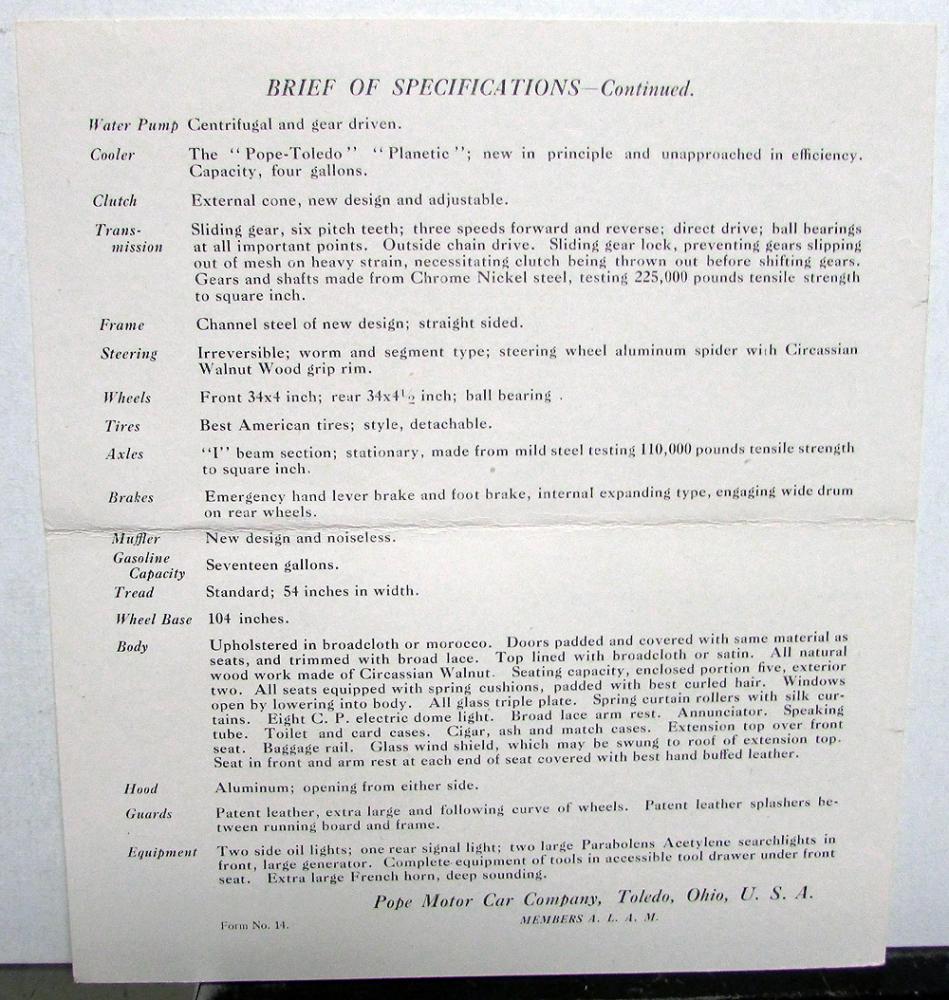 BRIEF OF SPECIFICATIONS—Continued.
Water Pump Centrifugal and gear driven.
Cooler The "Pope-Toledo" "Planetic"; new in principle and unapproached in efficiency.
Capacity, four gallons.
Clutch External cone, new design and adjustable.
Trans- Sliding gear, six pitch teeth; three speeds forward and reverse; direct drive; ball bearings
mission at all important points. Outside chain drive. Sliding gear lock, preventing gears slipping
out of mesh on heavy strain, necessitating clutch being thrown out before shifting gears.
Gears and shafts made from Chrome Nickel steel, testing 225,000 pounds tensile strength
to square inch.
Frame Channel steel of new design; straight sided.
Steering Irreversible; worm and segment type; steering wheel aluminum spider with Circassian
Walnut Wood grip rim.
Wheels Front 34x4 inch; rear 34x4½ inch; ball bearing .
Tires Best American tires; style, detachable.
Axles "I" beam section; stationary, made from mild steel testing 110,000 pounds tensile strength
to square inch.
Brakes Emergency hand lever brake and foot brake, internal expanding type, engaging wide drum
on rear wheels.
Muffler New design and noiseless.
Gasoline
Capacity Seventeen gallons.
Tread Standard; 54 inches in width.
Wheel Base 104 inches.
Body Upholstered in broadcloth or morocco. Doors padded and covered with same material as
seats, and trimmed with broad lace. Top lined with broadcloth or satin. All natural
wood work made of Circassian Walnut. Seating capacity, enclosed portion five, exterior
two. All seats equipped with spring cushions, padded with best curled hair. Windows
open by lowering into body. All glass triple plate. Spring curtain rollers with silk cur-
tains. Eight C. P. electric dome light. Broad lace arm rest. Annunciator. Speaking
tube. Toilet and card cases. Cigar, ash and match cases. Extension top over front
seat. Baggage rail. Glass wind shield, which may be swung to roof of extension top.
Seat in front and arm rest at each end of seat covered with best hand buffed leather.
Hood Aluminum; opening from either side.
Guards Patent leather, extra large and following curve of wheels. Patent leather splashers be-
tween running board and frame.
Equipment Two side oil lights; one rear signal light; two large Parabolens Acetylene searchlights in
front, large generator. Complete equipment of tools in accessible tool drawer under front
seat. Extra large French horn, deep sounding.
Pope Motor Car Company, Toledo, Ohio, U. S. A.
Form No. 14. MEMBERS A. L. A. M.